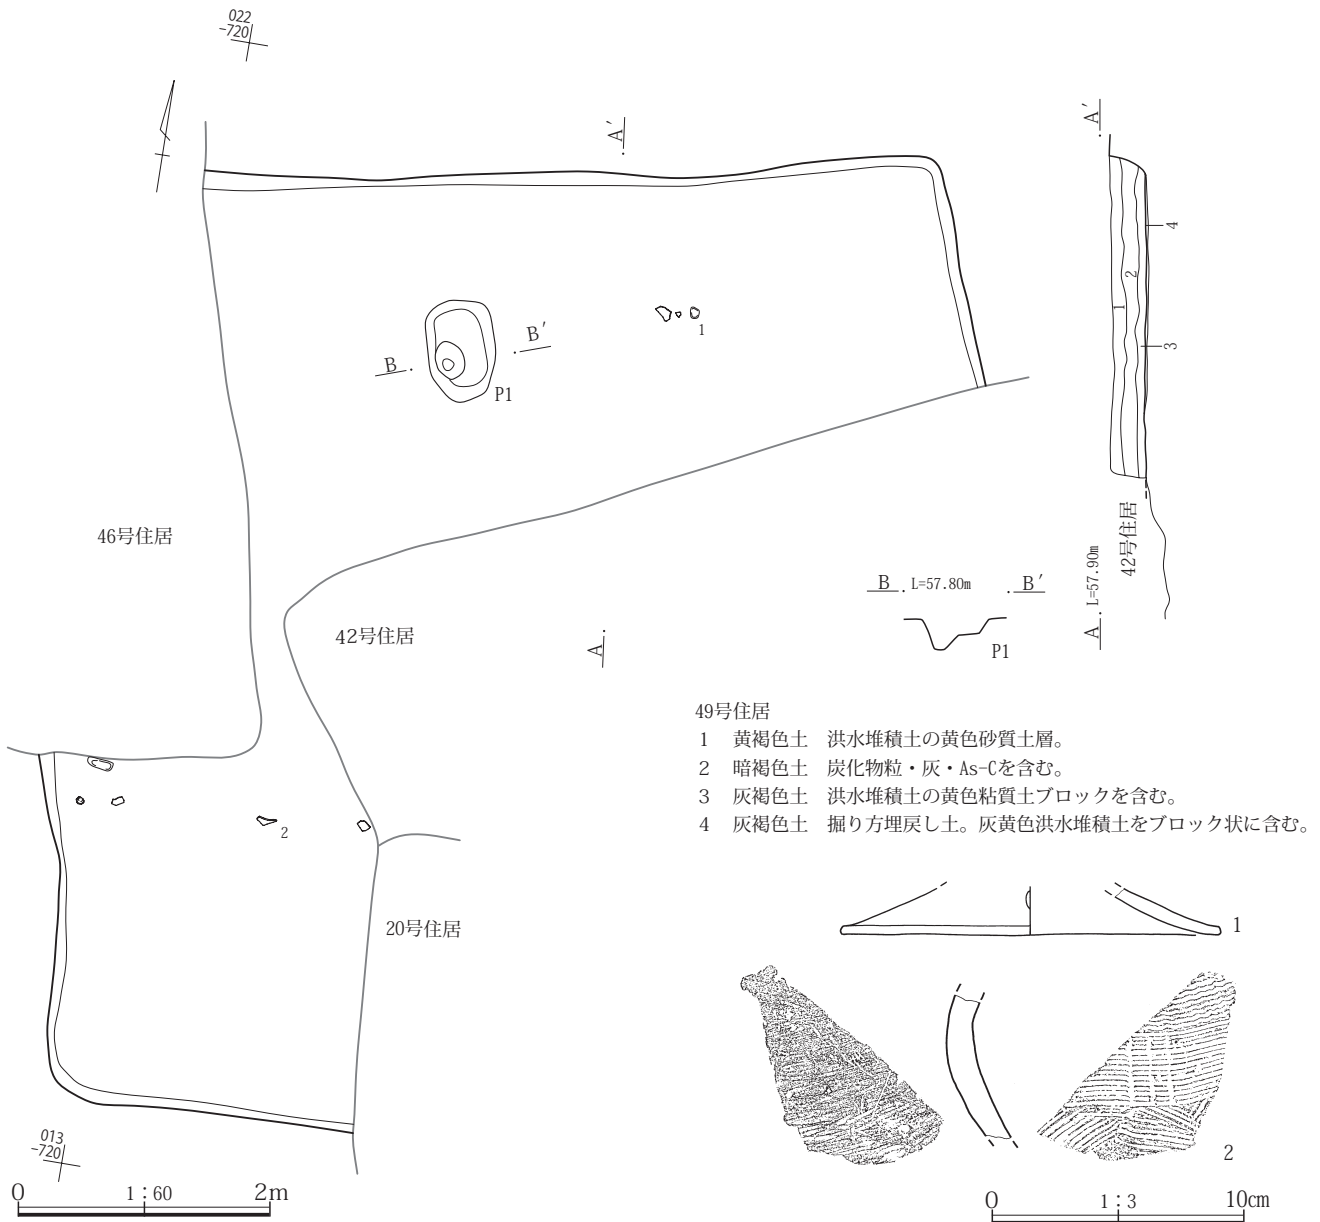 022
-720
A′
A′
4
2
1
3
B
B′
1
P1
46号住居
42号住居
A
42号住居
B
L=57.80m
B′
P1
A
L=57.90m
49号住居
1 黄褐色土 洪水堆積土の黄色砂質土層。
2 暗褐色土 炭化物粒・灰・As-Cを含む。
3 灰褐色土 洪水堆積土の黄色粘質土ブロックを含む。
4 灰褐色土 掘り方埋戻し土。灰黄色洪水堆積土をブロック状に含む。
2
20号住居
1
2
013
-720
0 1:60 2m
0 1:3 10cm